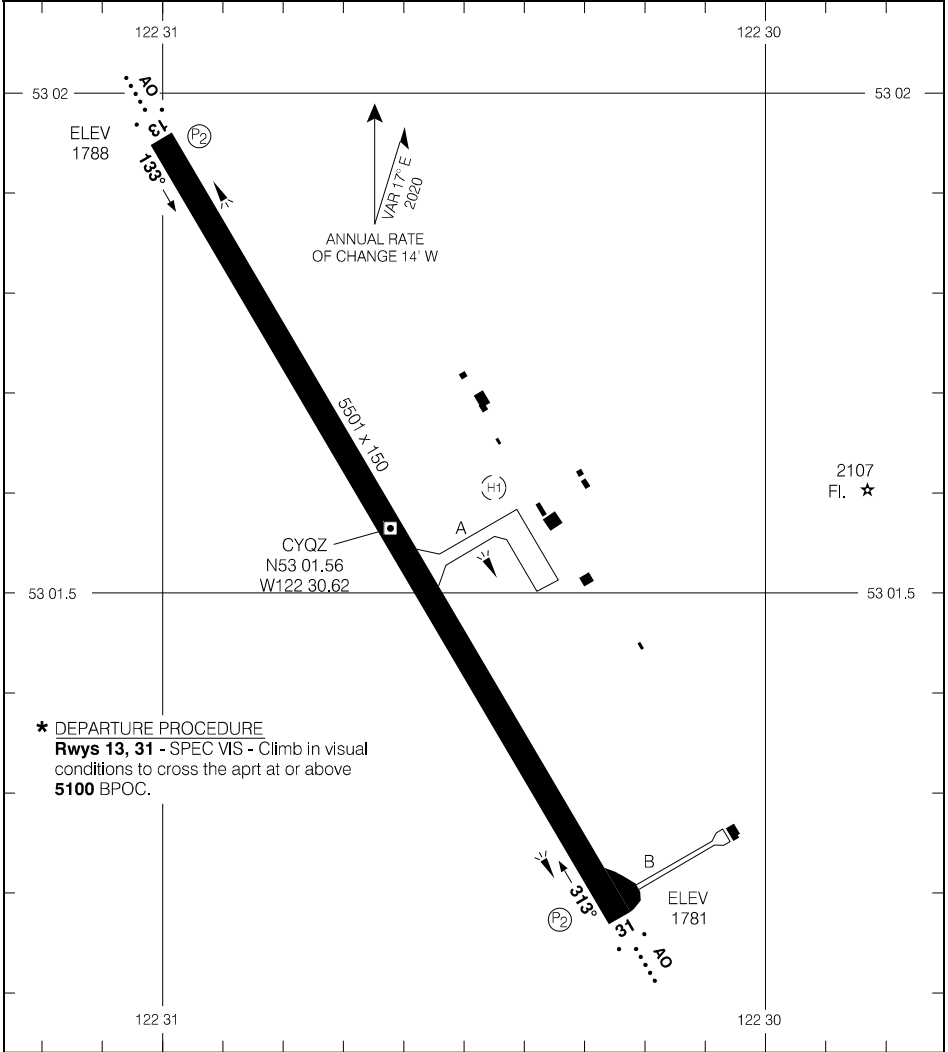 122 31
122 30
53 02
53 02
AO
13
P2
ELEV
1788
133°
VAR 17° E
2020
ANNUAL RATE
OF CHANGE 14' W
5501 x 150
H1
2107
Fl.
A
CYQZ
N53 01.56
W122 30.62
53 01.5
53 01.5
* DEPARTURE PROCEDURE
Rwys 13, 31 - SPEC VIS - Climb in visual
conditions to cross the aprt at or above
5100 BPOC.
B
313°
ELEV
1781
P2
31
AO
122 31
122 30